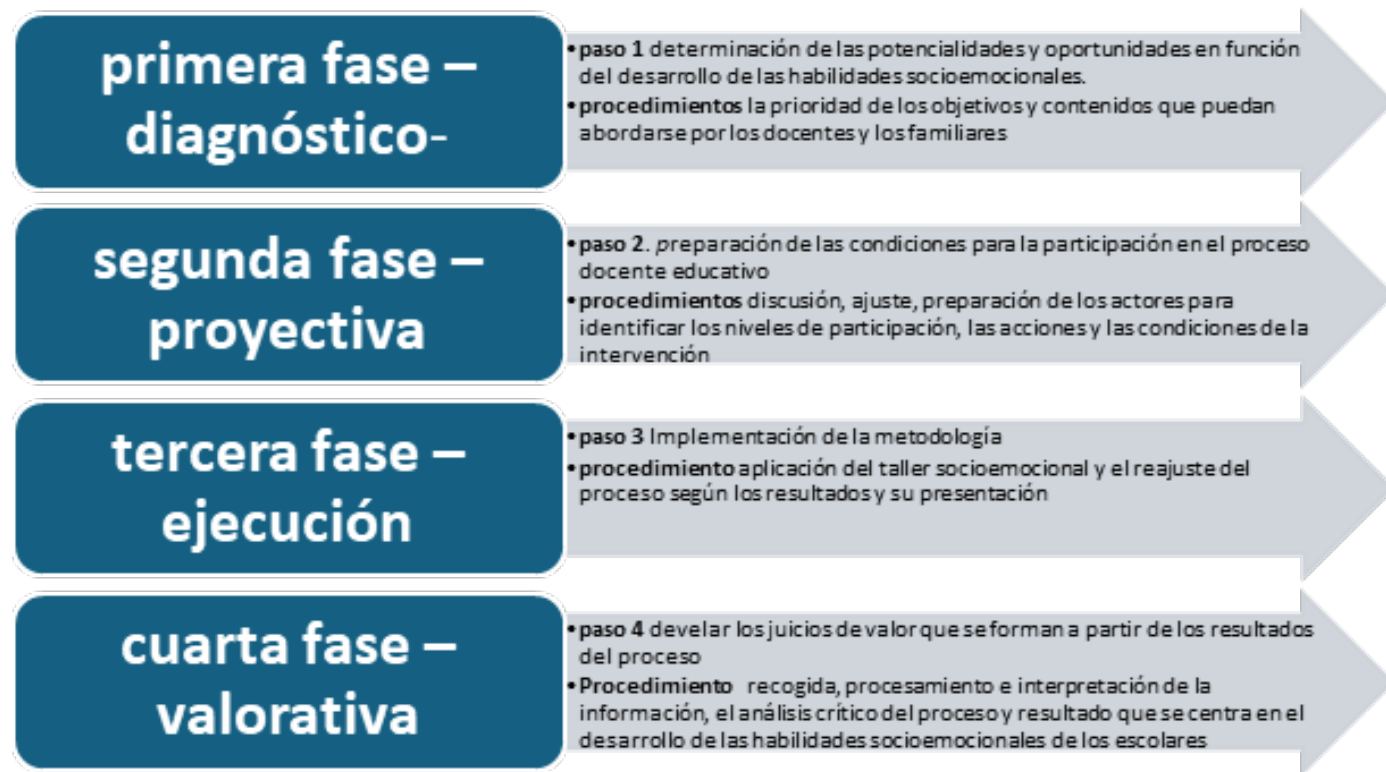 primera fase –
diagnóstico-
•paso 1 determinación de las potencialidades y oportunidades en función
del desarrollo de las habilidades socioemocionales.
•procedimientos la prioridad de los objetivos y contenidos que puedan
abordarse por los docentes y los familiares
segunda fase –
proyectiva
•paso 2. preparación de las condiciones para la participación en el proceso
docente educativo
•procedimientos discusión, ajuste, preparación de los actores para
identificar los niveles de participación, las acciones y las condiciones de la
intervención
tercera fase –
ejecución
•paso 3 Implementación de la metodología
•procedimiento aplicación del taller socioemocional y el reajuste del
proceso según los resultados y su presentación
cuarta fase –
valorativa
•paso 4 develar los juicios de valor que se forman a partir de los resultados
del proceso
•Procedimiento recogida, procesamiento e interpretación de la
información, el análisis crítico del proceso y resultado que se centra en el
desarrollo de las habilidades socioemocionales de los escolares